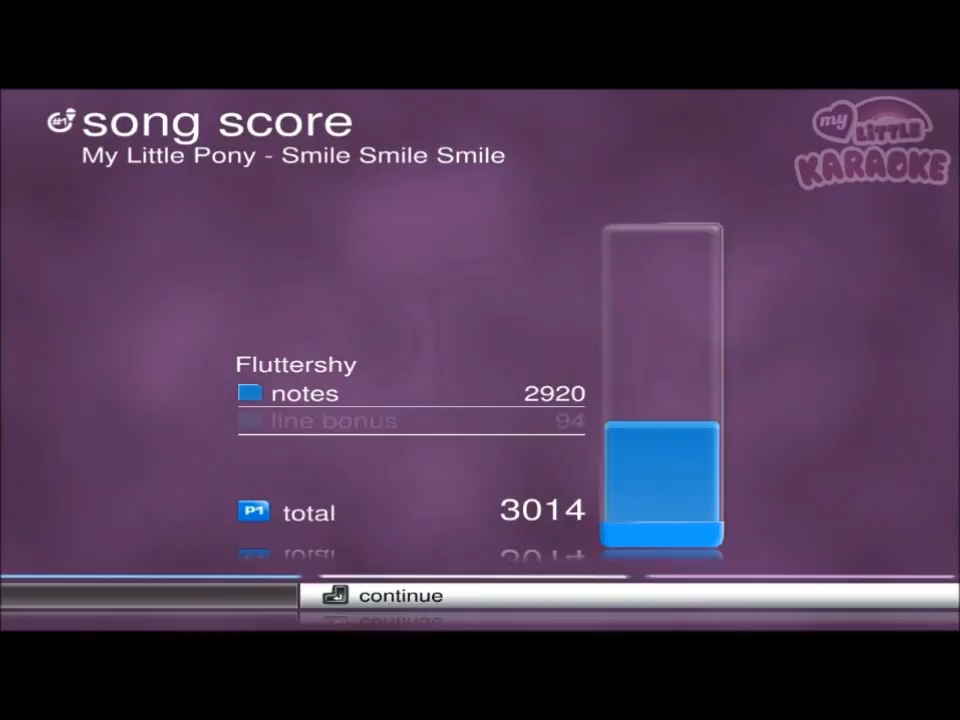 #1
song score
My Little Pony - Smile Smile Smile
my LITTLE
KARAOKE
Fluttershy
notes 2920
line bonus 94
P1 total 3014
continue